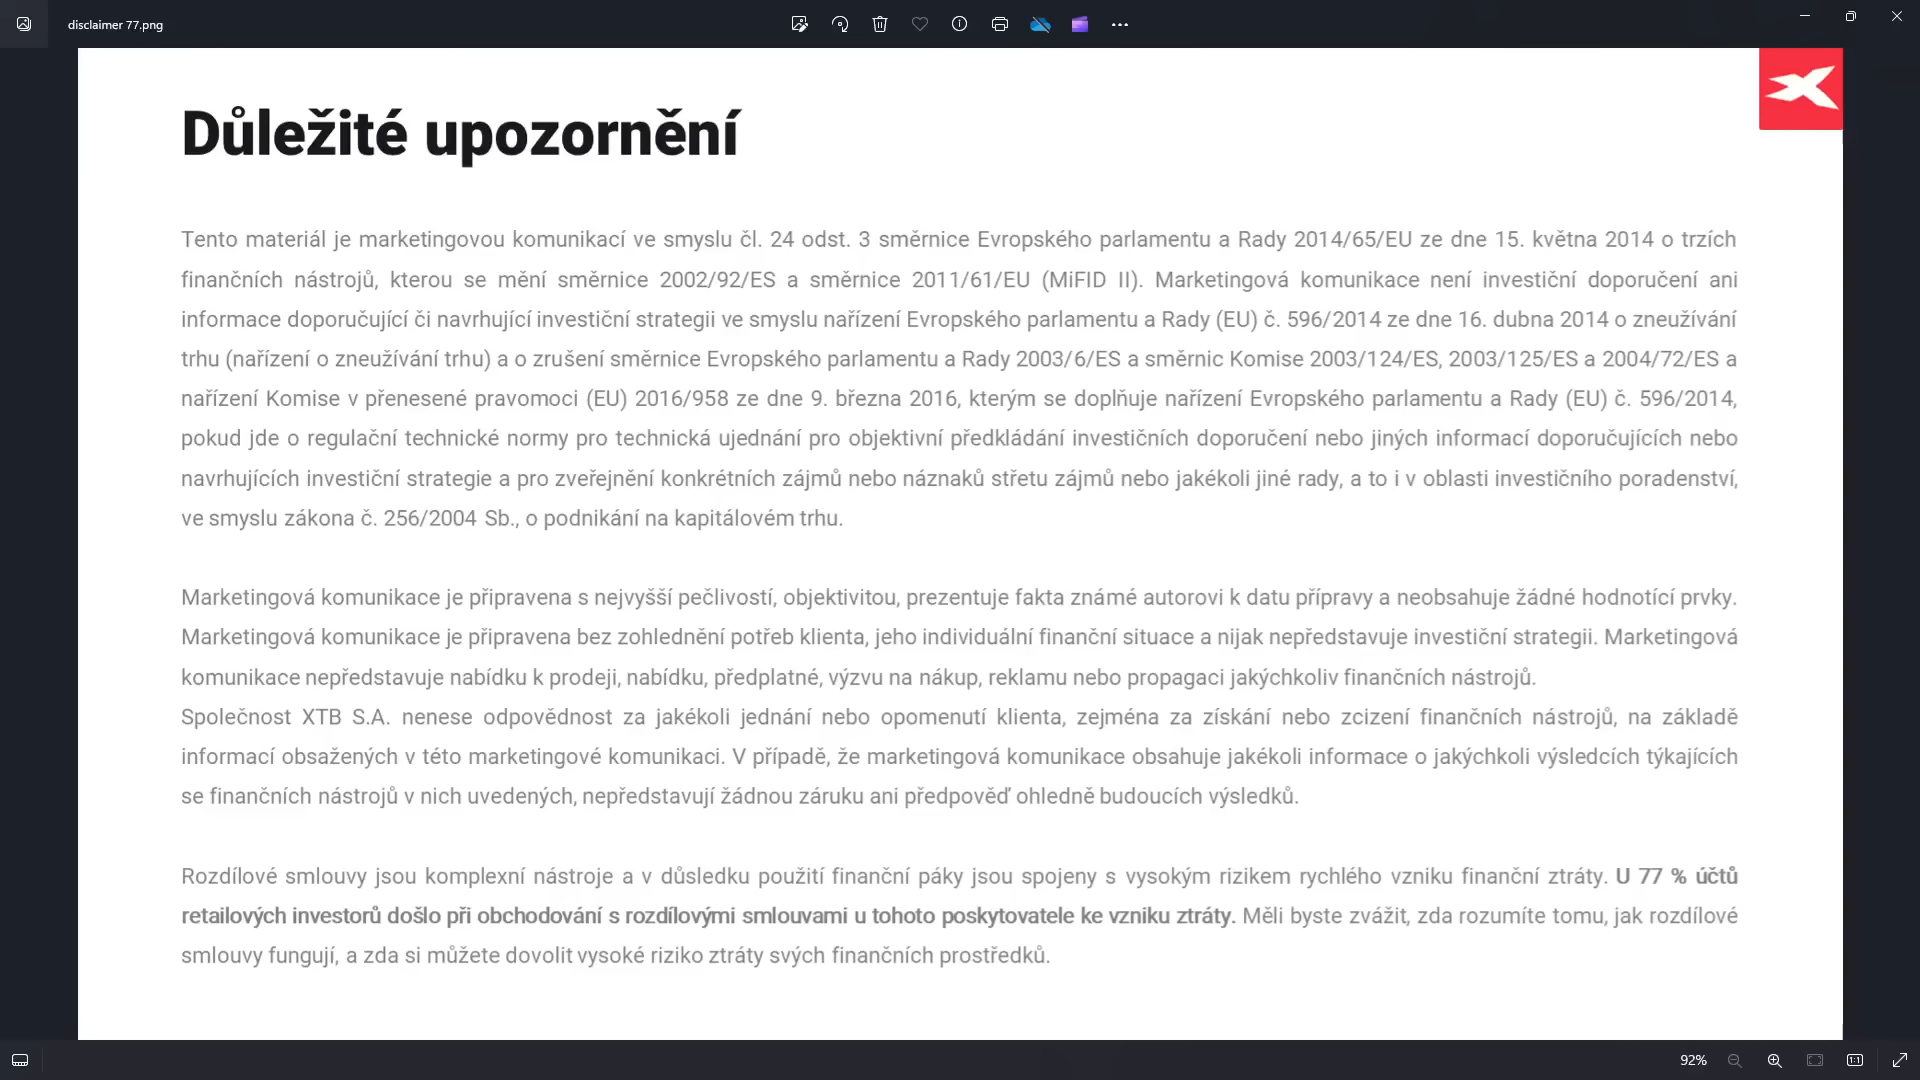 disclaimer 77.png
Důležité upozornění
Tento materiál je marketingovou komunikací ve smyslu čl. 24 odst. 3 směrnice Evropského parlamentu a Rady 2014/65/EU ze dne 15. května 2014 o trzích
finančních nástrojů, kterou se mění směrnice 2002/92/ES a směrnice 2011/61/EU (MiFID II). Marketingová komunikace není investiční doporučení ani
informace doporučující či navrhující investiční strategii ve smyslu nařízení Evropského parlamentu a Rady (EU) č. 596/2014 ze dne 16. dubna 2014 o zneužívání
trhu (nařízení o zneužívání trhu) a o zrušení směrnice Evropského parlamentu a Rady 2003/6/ES a směrnic Komise 2003/124/ES, 2003/125/ES a 2004/72/ES a
nařízení Komise v přenesené pravomoci (EU) 2016/958 ze dne 9. března 2016, kterým se doplňuje nařízení Evropského parlamentu a Rady (EU) č. 596/2014,
pokud jde o regulační technické normy pro technická ujednání pro objektivní předkládání investičních doporučení nebo jiných informací doporučujících nebo
navrhujících investiční strategie a pro zveřejnění konkrétních zájmů nebo náznaků střetu zájmů nebo jakékoli jiné rady, a to i v oblasti investičního poradenství,
ve smyslu zákona č. 256/2004 Sb., o podnikání na kapitálovém trhu.
Marketingová komunikace je připravena s nejvyšší pečlivostí, objektivitou, prezentuje fakta známé autorovi k datu přípravy a neobsahuje žádné hodnotící prvky.
Marketingová komunikace je připravena bez zohlednění potřeb klienta, jeho individuální finanční situace a nijak nepředstavuje investiční strategii. Marketingová
komunikace nepředstavuje nabídku k prodeji, nabídku, předplatné, výzvu na nákup, reklamu nebo propagaci jakýchkoliv finančních nástrojů.
Společnost XTB S.A. nenese odpovědnost za jakékoli jednání nebo opomenutí klienta, zejména za získání nebo zcizení finančních nástrojů, na základě
informací obsažených v této marketingové komunikaci. V případě, že marketingová komunikace obsahuje jakékoli informace o jakýchkoli výsledcích týkajících
se finančních nástrojů v nich uvedených, nepředstavují žádnou záruku ani předpověď ohledně budoucích výsledků.
Rozdílové smlouvy jsou komplexní nástroje a v důsledku použití finanční páky jsou spojeny s vysokým rizikem rychlého vzniku finanční ztráty. U 77 % účtů
retailových investorů došlo při obchodování s rozdílovými smlouvami u tohoto poskytovatele ke vzniku ztráty. Měli byste zvážit, zda rozumíte tomu, jak rozdílové
smlouvy fungují, a zda si můžete dovolit vysoké riziko ztráty svých finančních prostředků.
92%